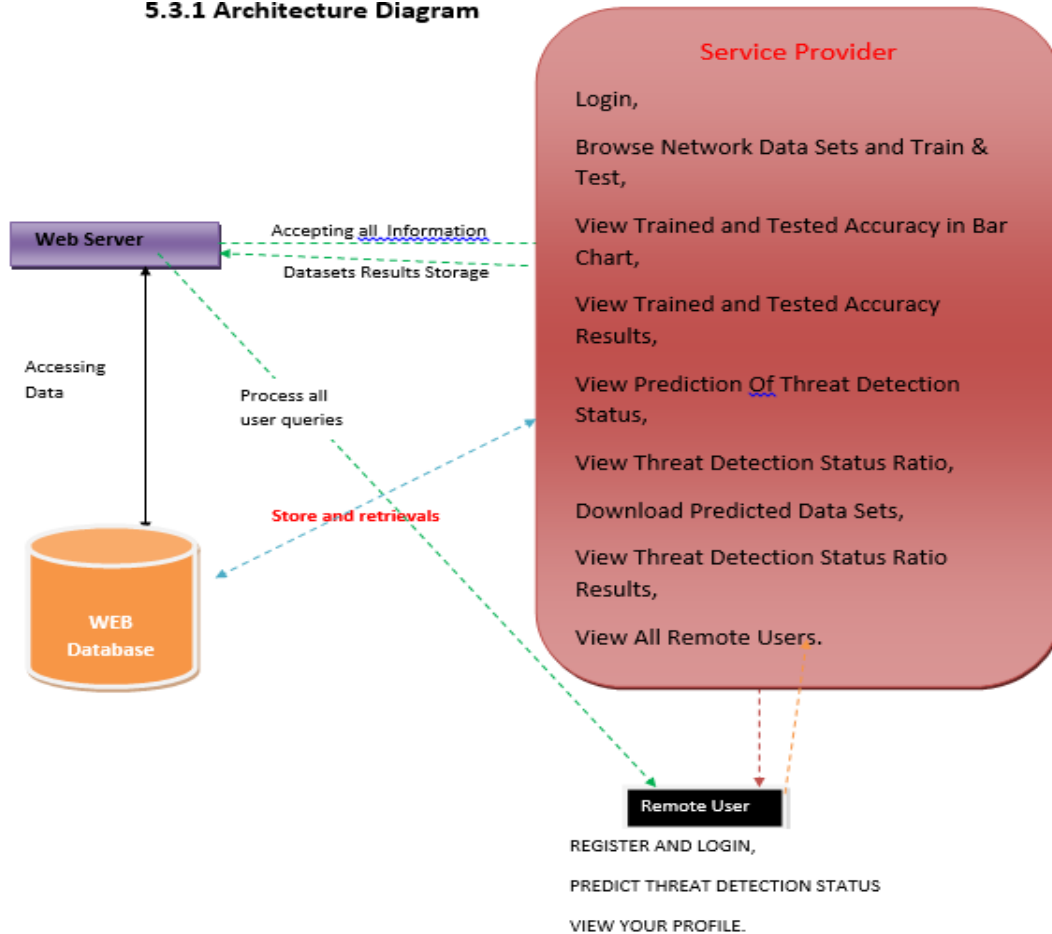 5.3.1 Architecture Diagram
Service Provider
Login,
Browse Network Data Sets and Train &
Test,
View Trained and Tested Accuracy in Bar
Chart,
View Trained and Tested Accuracy
Results,
View Prediction Of Threat Detection
Status,
View Threat Detection Status Ratio,
Download Predicted Data Sets,
View Threat Detection Status Ratio
Results,
View All Remote Users.
Web Server
Accepting all Information
Datasets Results Storage
Accessing
Data
Process all
user queries
Store and retrievals
WEB
Database
Remote User
REGISTER AND LOGIN,
PREDICT THREAT DETECTION STATUS
VIEW YOUR PROFILE.